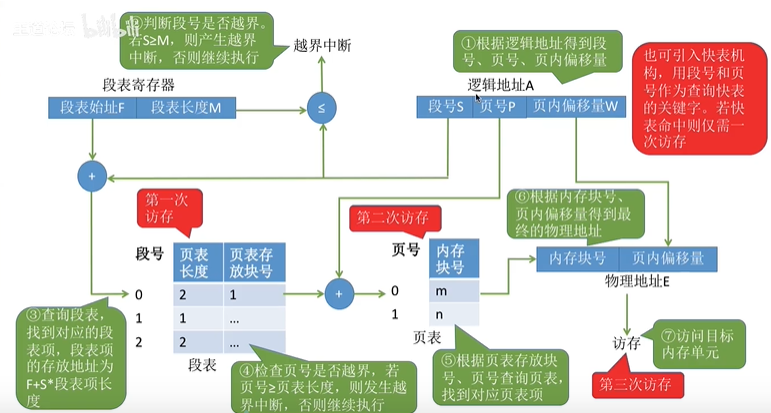 bilibili
②判断段号是否越界。
若S≥M，则产生越界
中断，否则继续执行
越界中断
①根据逻辑地址得到段
号、页号、页内偏移量
也可引入快表机
构，用段号和页
号作为查询快表
的关键字。若快
表命中则仅需一
次访存
段表寄存器
段表始址F
段表长度M
≤
逻辑地址A
段号S
页号P
页内偏移量W
+
第一次
访存
第二次
访存
⑥根据内存块号、
页内偏移量得到最
终的物理地址
段号
页表
长度
页表存
放块号
0
2
1
1
1
...
2
2
...
段表
+
页号
内存
块号
0
m
1
n
页表
内存块号
页内偏移量
物理地址E
③查询段表，
找到对应的段
表项，段表项
的存放地址为
F+S*段表项长
度
④检查页号是否越界，若
页号≥页表长度，则发生越
界中断，否则继续执行
⑤根据页表存放块
号、页号查询页表，
找到对应页表项
访存
⑦访问目标
内存单元
第三次访存